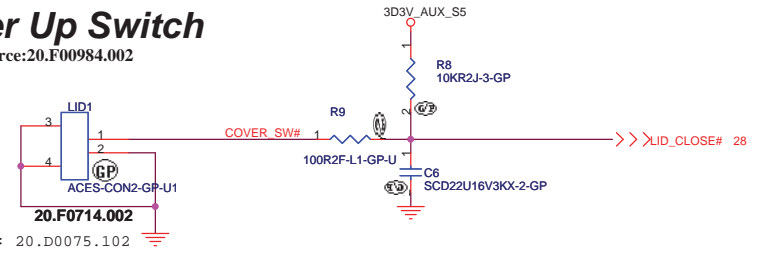 er Up Switch
rce:20.F00984.002
3D3V_AUX_S5
1
R8
10KR2J-3-GP
2
LID1
3
1
COVER_SW#
1
R9
2
100R2F-L1-GP-U
LID_CLOSE# 28
4
2
GP
ACES-CON2-GP-U1
1
C6
SCD22U16V3KX-2-GP
20.F0714.002
: 20.D0075.102